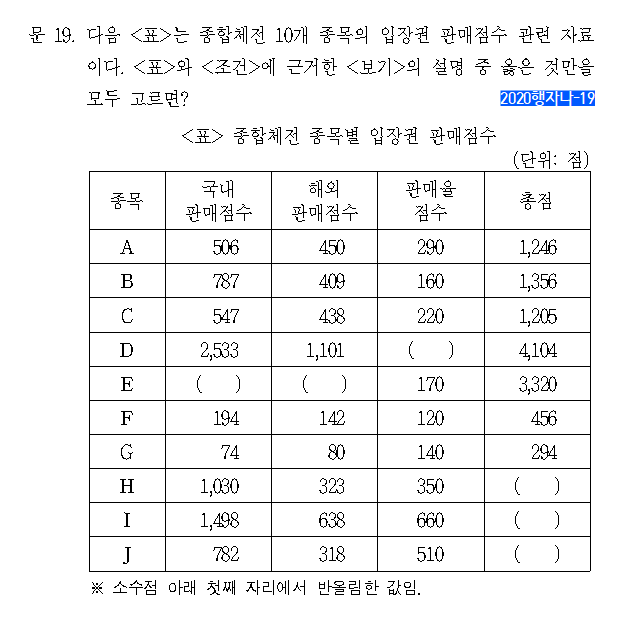 문 19. 다음 <표>는 종합체전 10개 종목의 입장권 판매점수 관련 자료
이다. <표>와 <조건>에 근거한 <보기>의 설명 중 옳은 것만을
모두 고르면? 2020행자나-19
<표> 종합체전 종목별 입장권 판매점수
(단위: 점)
종목 국내 판매점수 해외 판매점수 판매율 점수 총점
A 506 450 290 1,246
B 787 409 160 1,356
C 547 438 220 1,205
D 2,533 1,101 ( ) 4,104
E ( ) ( ) 170 3,320
F 194 142 120 456
G 74 80 140 294
H 1,030 323 350 ( )
I 1,498 638 660 ( )
J 782 318 510 ( )
※ 소수점 아래 첫째 자리에서 반올림한 값임.